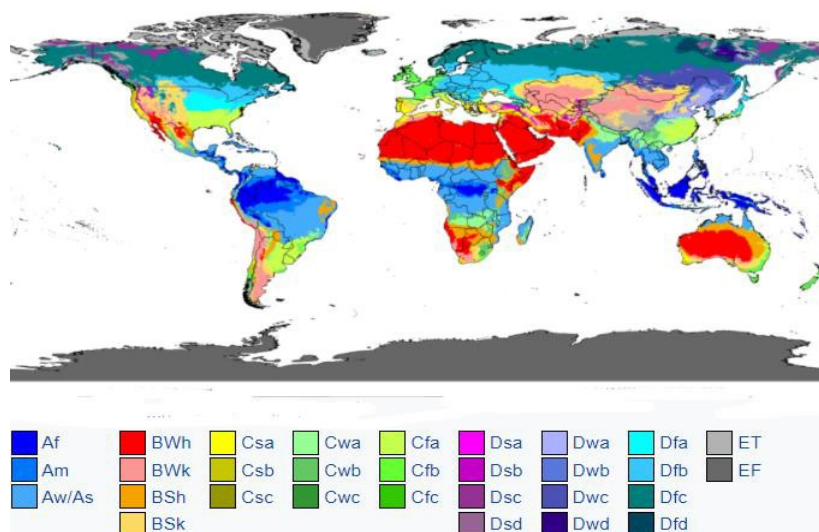 Af BWh Csa Cwa Cfa Dsa Dwa Dfa ET
Am BWk Csb Cwb Cfb Dsb Dwb Dfb EF
Aw/As BSh Csc Cwc Cfc Dsc Dwc Dfc
BSk Dsd Dwd Dfd